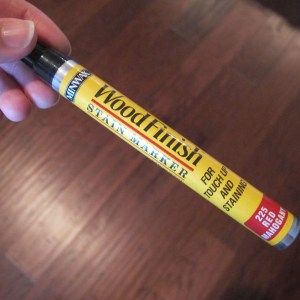 MINWAX
Wood Finish
STAIN MARKER
FOR
TOUCH UP
AND
STAINING
225
RED
MAHOGANY